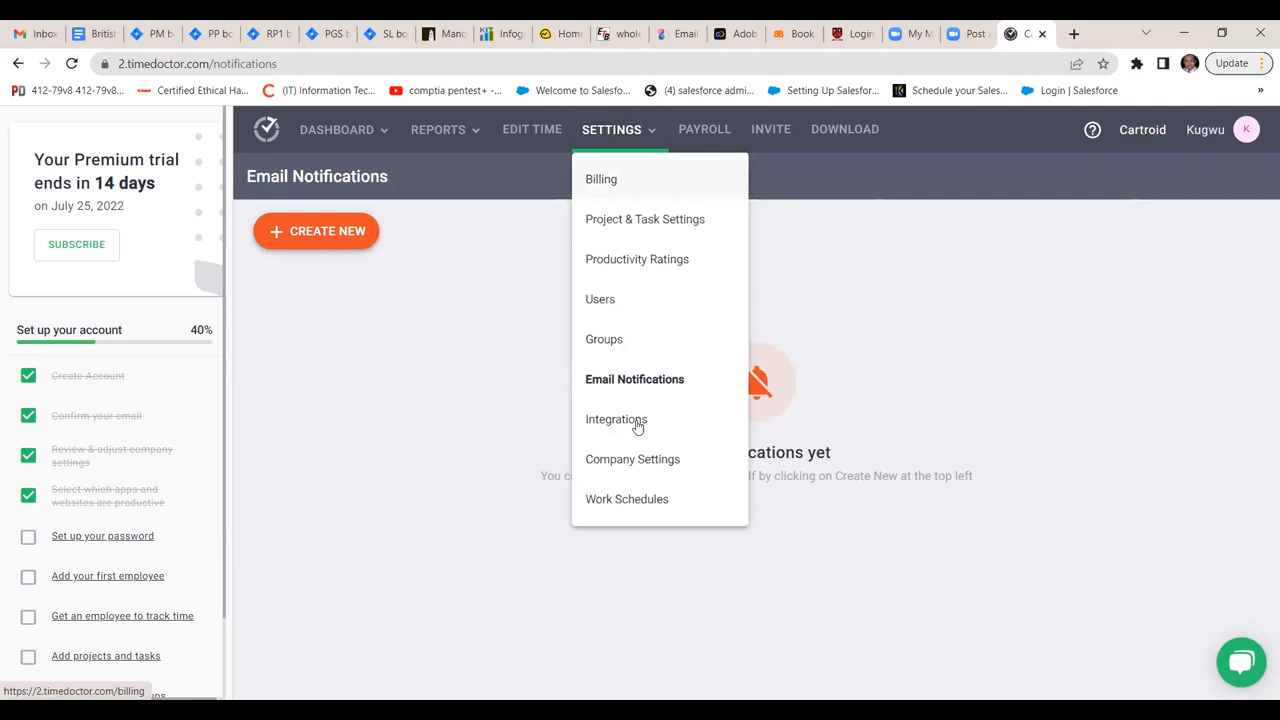 Inbox
British
PM b
PP bo
RP1 b
PGS b
SL bo
Mano
Infog
Home
whole
Email
Adob
Book
Login
My M
Post
Ca
2.timedoctor.com/notifications
Update
412-79v8 412-79v8...
Certified Ethical Ha...
(IT) Information Tec...
comptia pentest+ -...
Welcome to Salesfo...
(4) salesforce admi...
Setting Up Salesfor...
Schedule your Sales...
Login | Salesforce
»
Your Premium trial
ends in 14 days
on July 25, 2022
SUBSCRIBE
Set up your account 40%
Create Account
Confirm your email
Review & adjust company
settings
Select which apps and
websites are productive
Set up your password
Add your first employee
Get an employee to track time
Add projects and tasks
https://2.timedoctor.com/billing
DASHBOARD REPORTS EDIT TIME SETTINGS PAYROLL INVITE DOWNLOAD
Cartroid Kugwu K
Email Notifications
+ CREATE NEW
Billing
Project & Task Settings
Productivity Ratings
Users
Groups
Email Notifications
Integrations
Company Settings
Work Schedules
cations yet
You c
f by clicking on Create New at the top left